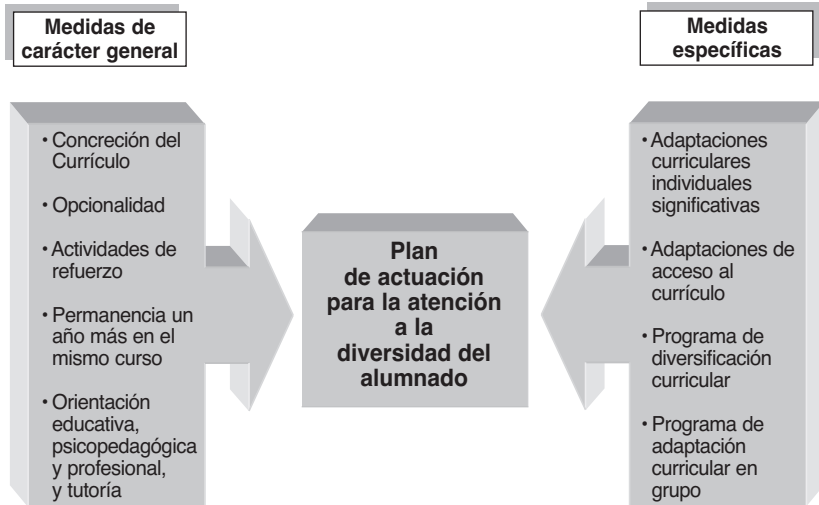 Medidas de
carácter general
• Concreción del
Currículo
• Opcionalidad
• Actividades de
refuerzo
• Permanencia un
año más en el
mismo curso
• Orientación
educativa,
psicopedagógica
y profesional,
y tutoría
Plan
de actuación
para la atención
a la
diversidad del
alumnado
Medidas
específicas
• Adaptaciones
curriculares
individuales
significativas
• Adaptaciones de
acceso al
currículo
• Programa de
diversificación
curricular
• Programa de
adaptación
curricular en
grupo